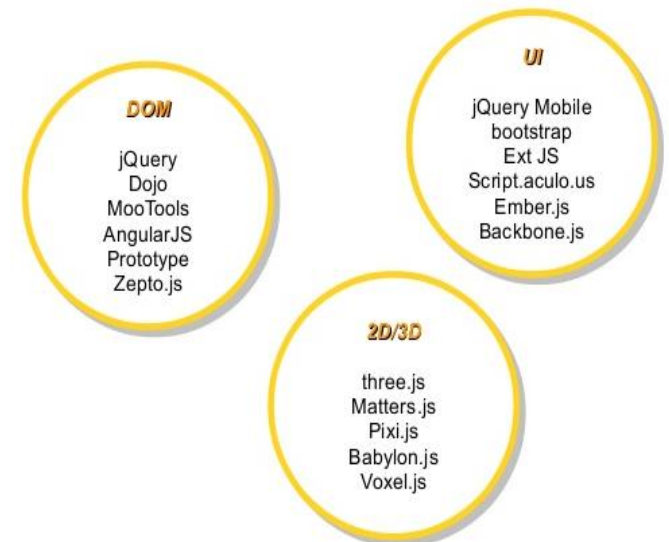 DOM
jQuery
Dojo
MooTools
AngularJS
Prototype
Zepto.js
UI
jQuery Mobile
bootstrap
Ext JS
Script.aculo.us
Ember.js
Backbone.js
2D/3D
three.js
Matters.js
Pixi.js
Babylon.js
Voxel.js